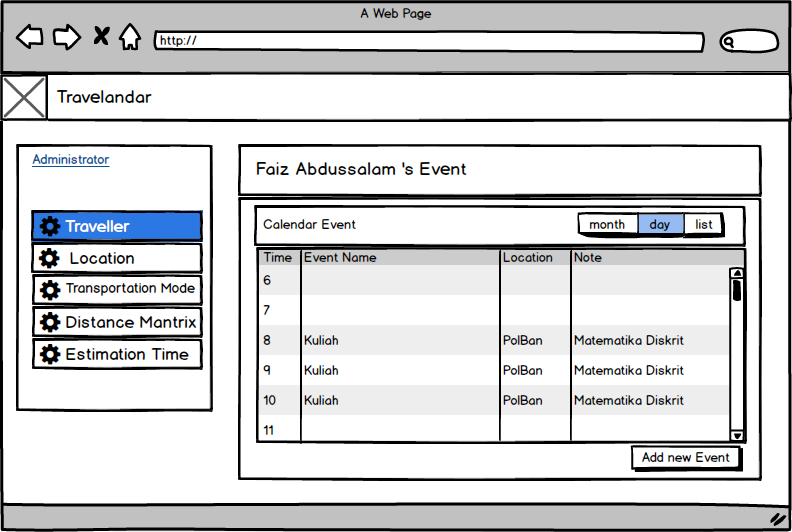 A Web Page
http://
Travelandar
Administrator
Traveller
Location
Transportation Mode
Distance Mantrix
Estimation Time
Faiz Abdussalam 's Event
Calendar Event month day list
Time Event Name Location Note
6
7
8 Kuliah PolBan Matematika Diskrit
9 Kuliah PolBan Matematika Diskrit
10 Kuliah PolBan Matematika Diskrit
11
Add new Event